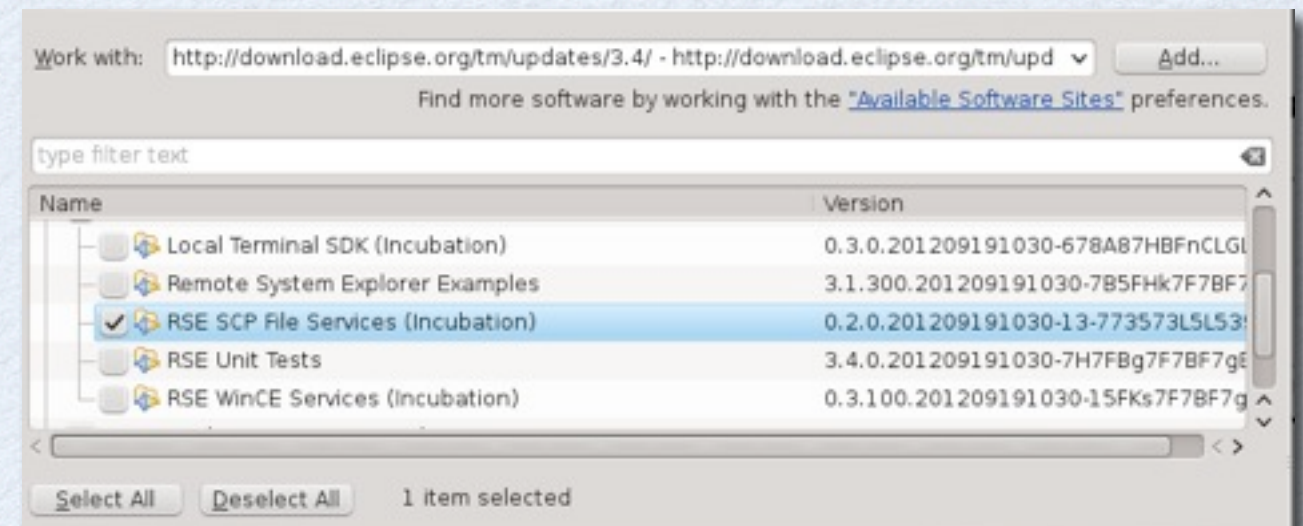 Work with: http://download.eclipse.org/tm/updates/3.4/ - http://download.eclipse.org/tm/upd Add...
Find more software by working with the "Available Software Sites" preferences.
type filter text
Name Version
Local Terminal SDK (Incubation) 0.3.0.201209191030-678A87HBFnCLGL
Remote System Explorer Examples 3.1.300.201209191030-7B5FHk7F7BF7
RSE SCP File Services (Incubation) 0.2.0.201209191030-13-773573L5L539
RSE Unit Tests 3.4.0.201209191030-7H7FBg7F7BF7gE
RSE WinCE Services (Incubation) 0.3.100.201209191030-15FKs7F7BF7g
Select All Deselect All 1 item selected